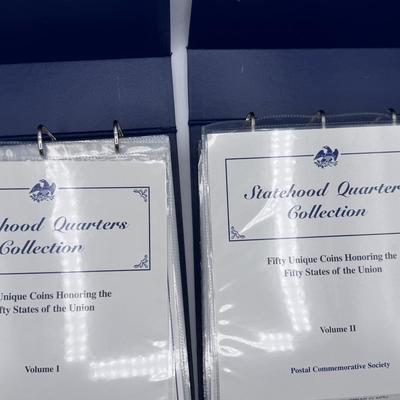 hood Quarters
Collection
Unique Coins Honoring the
fty States of the Union
Volume I
Statehood Quarter
Collection
Fifty Unique Coins Honoring
Fifty States of the Union
Volume II
Postal Commemorative Society